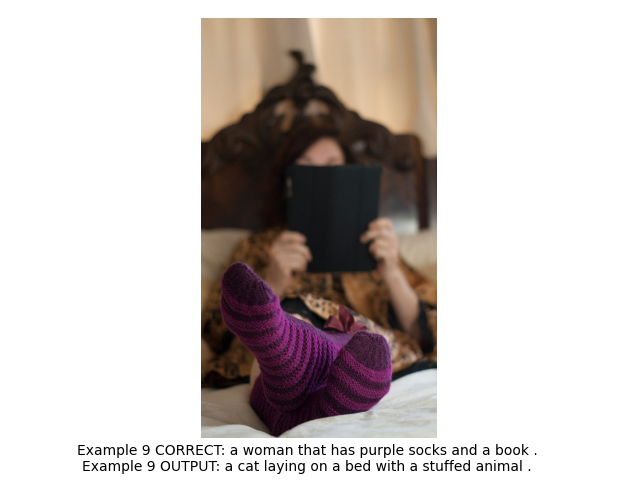 Example 9 CORRECT: a woman that has purple socks and a book .
Example 9 OUTPUT: a cat laying on a bed with a stuffed animal .